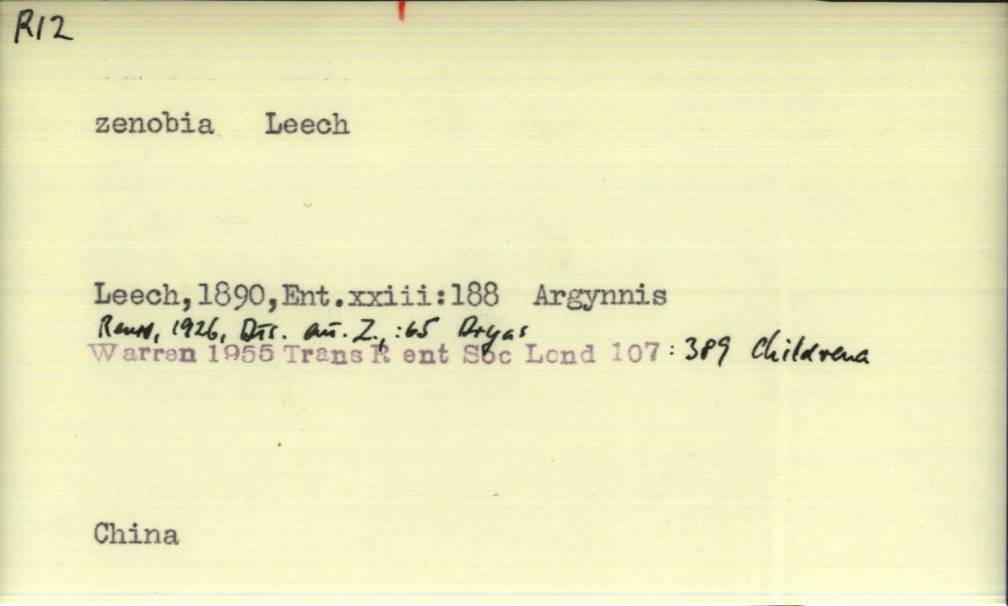 R12
zenobia Leech
Leech,1890,Ent.xxiii:188 Argynnis
Reuss, 1926, Dts. ent. Z., :65 Dryas
Warren 1955 Trans R ent Soc Lond 107 : 389 Childrena
China